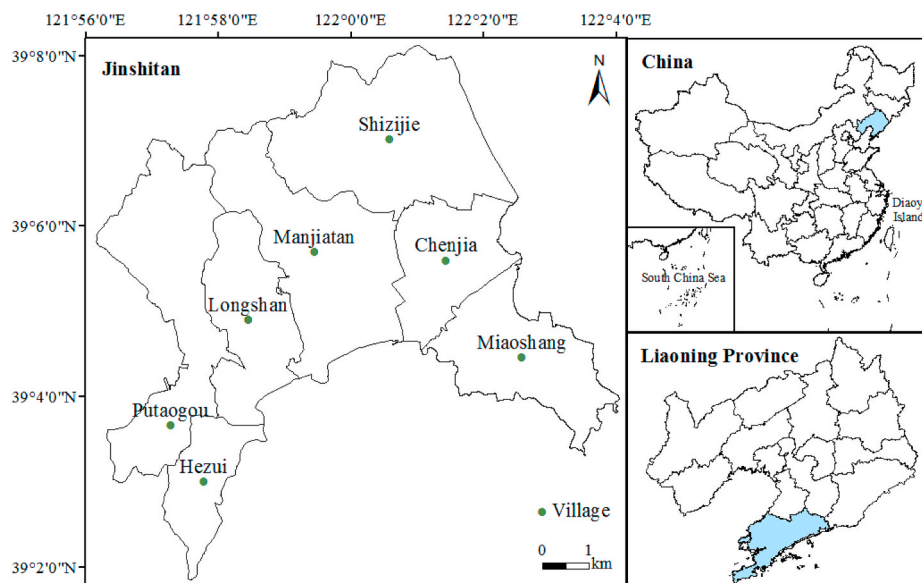 121°56'0"E 121°58'0"E 122°0'0"E 122°2'0"E 122°4'0"E
39°8'0"N
39°6'0"N
39°4'0"N
39°2'0"N
Jinshitan
N
Shizijie
Manjiatan
Chenjia
Longshan
Miaoshang
Putaogou
Hezui
Village
0 1
km
China
Diaoy
Island
South China Sea
Liaoning Province